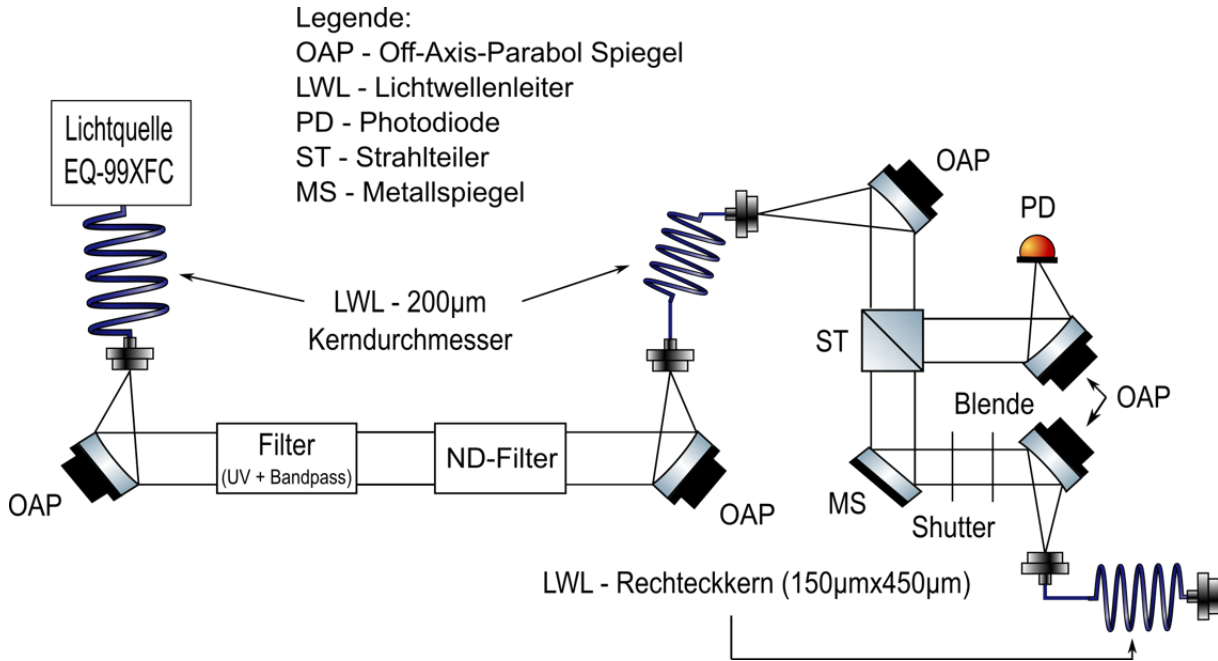 Legende:
OAP - Off-Axis-Parabol Spiegel
LWL - Lichtwellenleiter
PD - Photodiode
ST - Strahlteiler
MS - Metallspiegel
Lichtquelle
EQ-99XFC
LWL - 200µm
Kerndurchmesser
OAP
PD
ST
OAP
Blende
Filter
(UV + Bandpass)
ND-Filter
OAP
OAP
MS
Shutter
LWL - Rechteckkern (150µmx450µm)